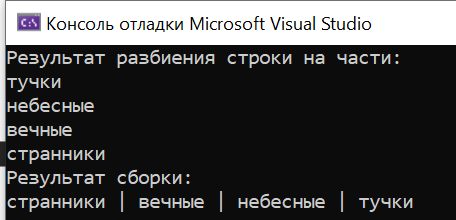 Консоль отладки Microsoft Visual Studio
Результат разбиения строки на части:
тучки
небесные
вечные
странники
Результат сборки:
странники | вечные | небесные | тучки